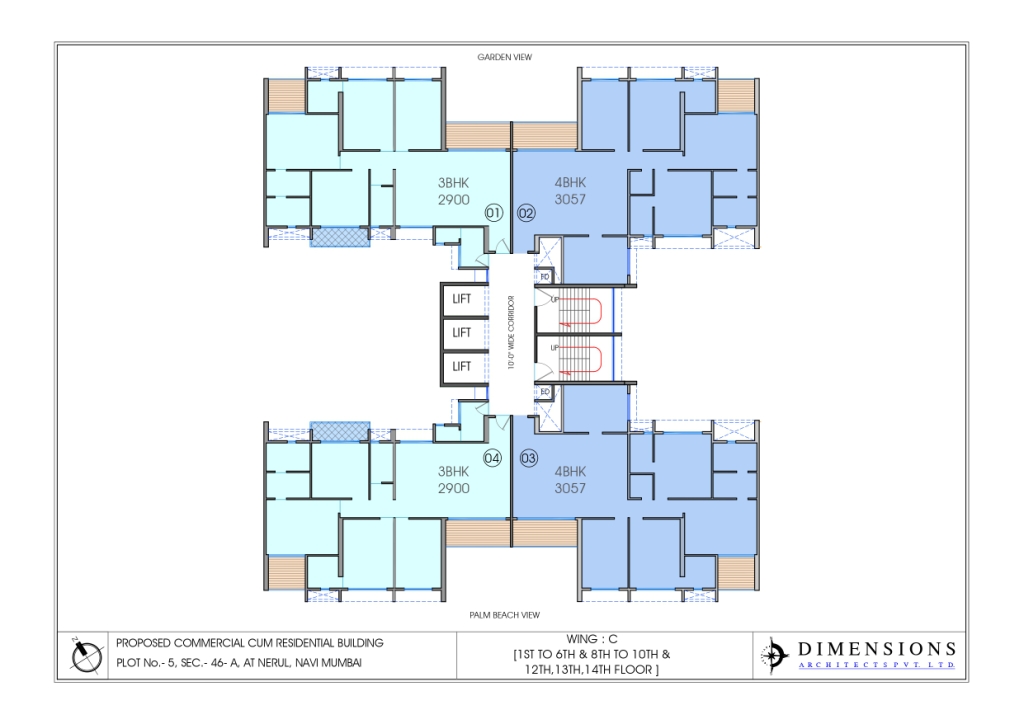 GARDEN VIEW
3BHK
2900
01
4BHK
3057
02
LIFT
LIFT
LIFT
10'-0" WIDE CORRIDOR
UP
UP
3BHK
2900
04
4BHK
3057
03
PALM BEACH VIEW
N
PROPOSED COMMERCIAL CUM RESIDENTIAL BUILDING
PLOT No.- 5, SEC.- 46- A, AT NERUL, NAVI MUMBAI
WING : C
[1ST TO 6TH & 8TH TO 10TH &
12TH,13TH,14TH FLOOR ]
DIMENSIONS
ARCHITECTS PVT. LTD.